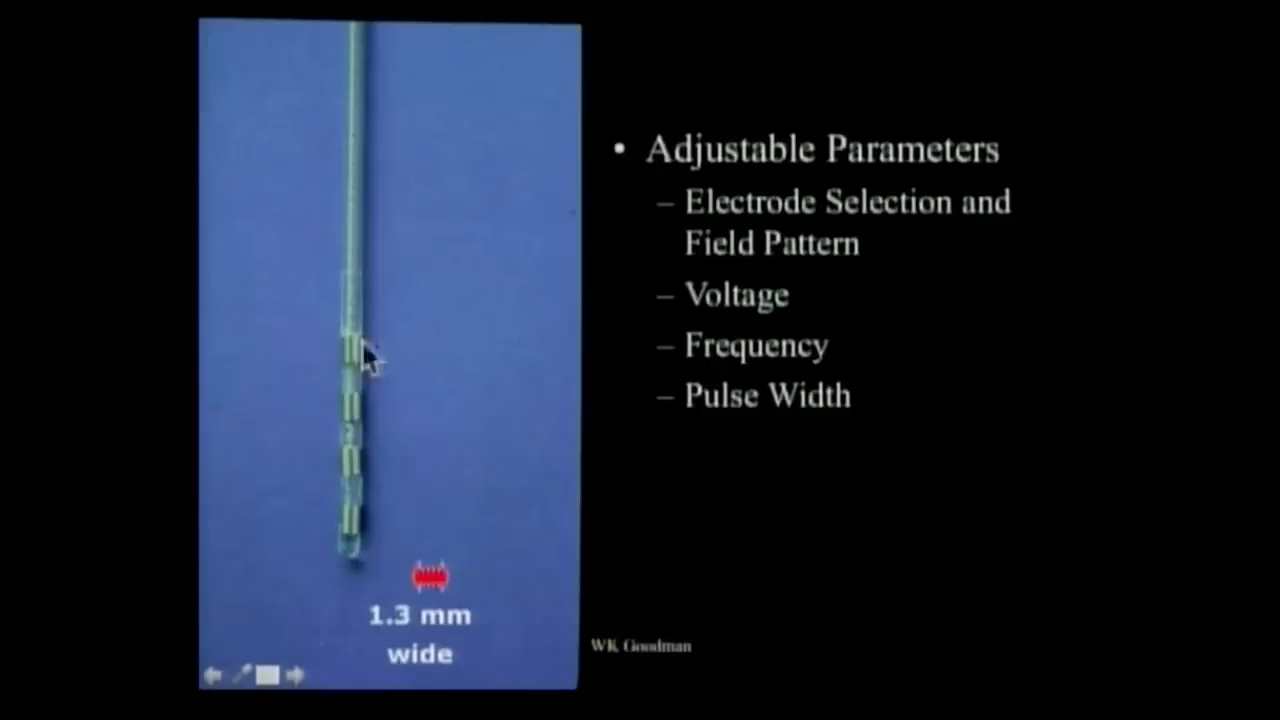 • Adjustable Parameters
– Electrode Selection and
Field Pattern
– Voltage
– Frequency
– Pulse Width
1.3 mm
wide
WK Goodman